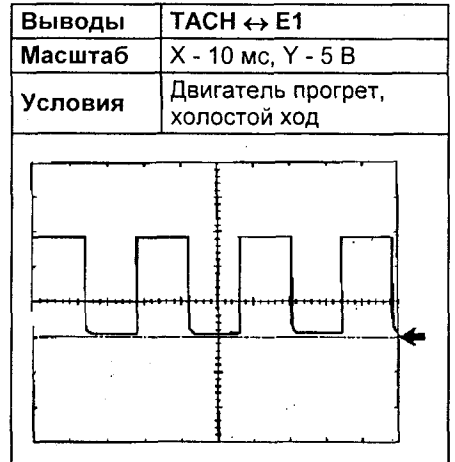 Выводы TACH ↔ E1
Масштаб X - 10 мс, Y - 5 В
Условия Двигатель прогрет,
холостой ход